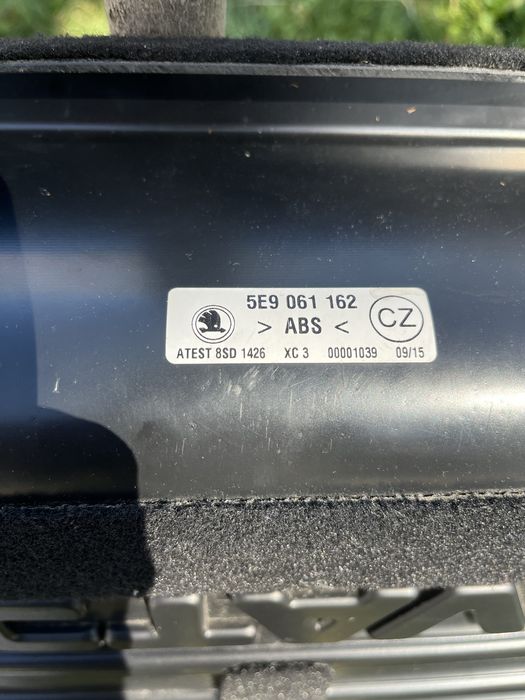 5E9 061 162
> ABS <
CZ
ATEST 8SD 1426 XC 3 00001039 09/15